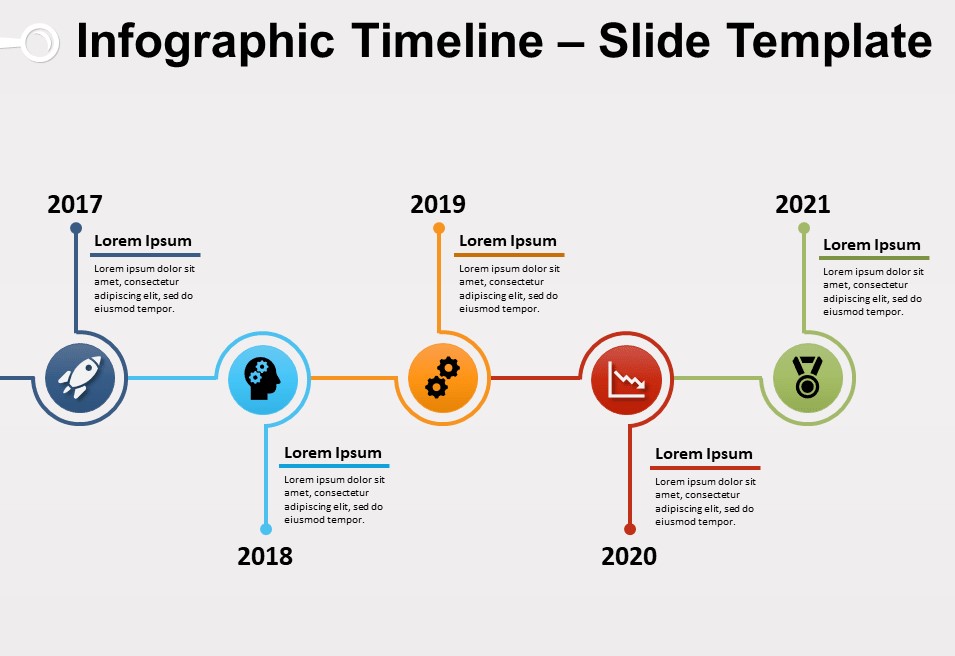 Infographic Timeline – Slide Template
2017
Lorem Ipsum
Lorem ipsum dolor sit
amet, consectetur
adipiscing elit, sed do
eiusmod tempor.
2018
Lorem Ipsum
Lorem ipsum dolor sit
amet, consectetur
adipiscing elit, sed do
eiusmod tempor.
2019
Lorem Ipsum
Lorem ipsum dolor sit
amet, consectetur
adipiscing elit, sed do
eiusmod tempor.
2020
Lorem Ipsum
Lorem ipsum dolor sit
amet, consectetur
adipiscing elit, sed do
eiusmod tempor.
2021
Lorem Ipsum
Lorem ipsum dolor sit
amet, consectetur
adipiscing elit, sed do
eiusmod tempor.